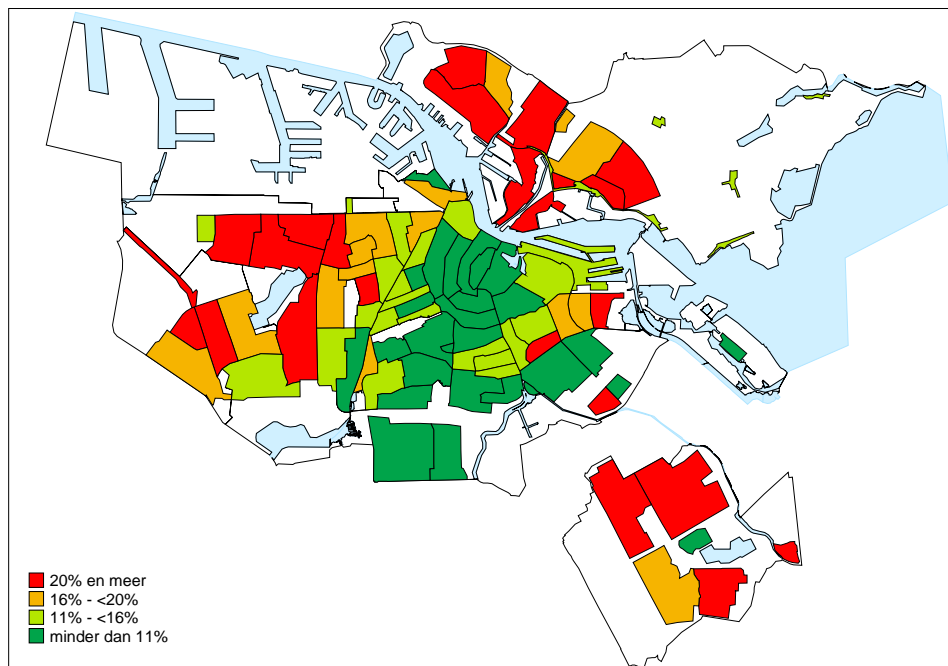 20% en meer
16% - <20%
11% - <16%
minder dan 11%